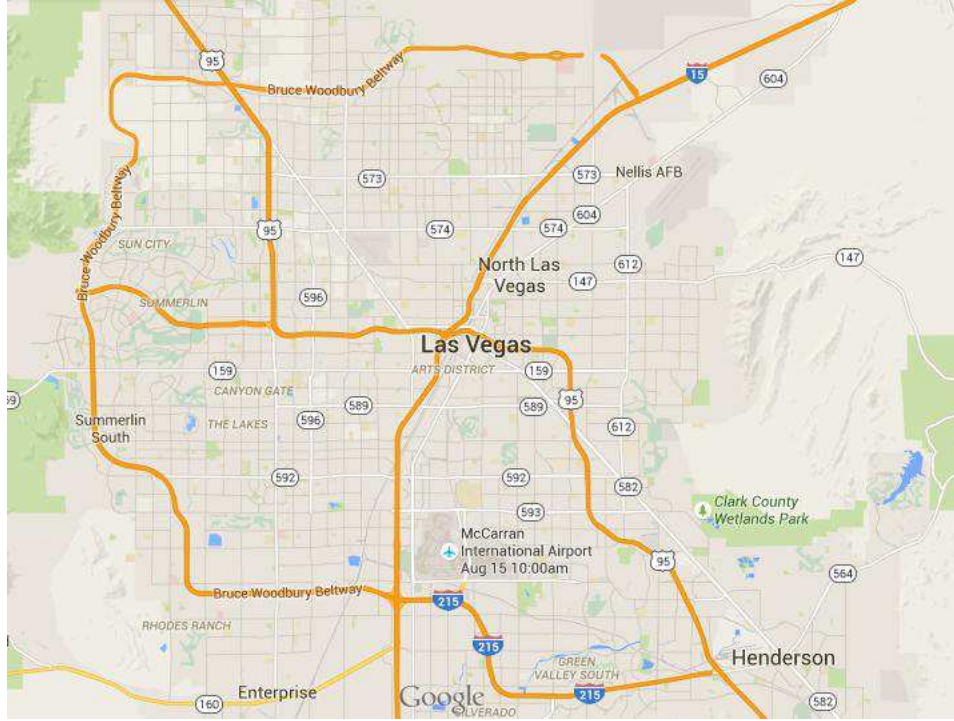 95
Bruce Woodbury Beltway
15
604
573
573
Nellis AFB
604
Bruce Woodbury Beltway
95
574
574
SUN CITY
612
147
North Las
Vegas
147
596
SUMMERLIN
Las Vegas
159
ARTS DISTRICT
159
CANYON GATE
589
589
95
596
Summerlin
South
THE LAKES
612
592
592
582
593
Clark County
Wetlands Park
McCarran
International Airport
Aug 15 10:00am
95
564
Bruce Woodbury Beltway
215
RHODES RANCH
215
GREEN
VALLEY SOUTH
Henderson
215
Enterprise
160
Google
582